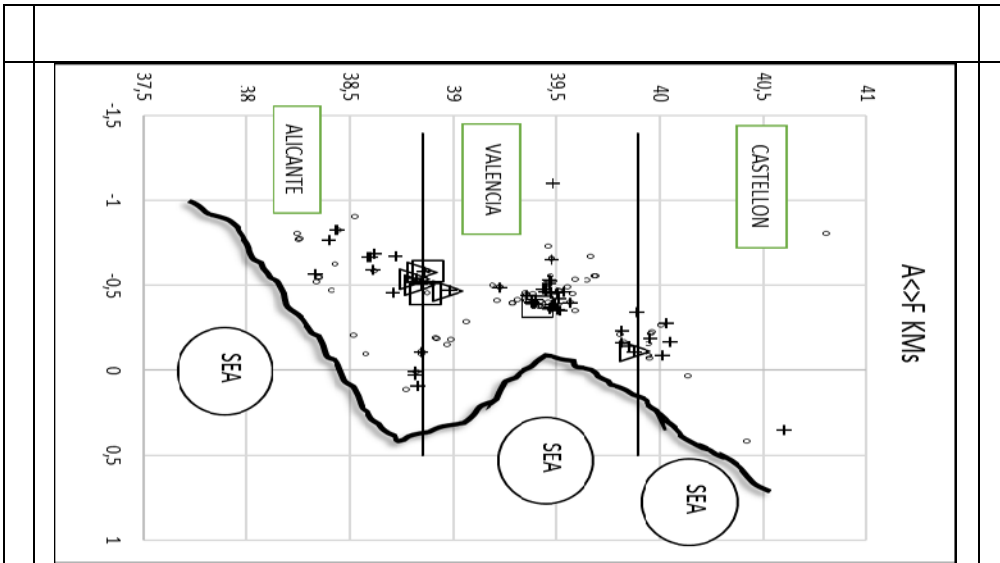 A<>F KMs
37,5
38
38,5
39
39,5
40
40,5
41
-1,5
-1
-0,5
0
0,5
1
ALICANTE
VALENCIA
CASTELLON
SEA
SEA
SEA